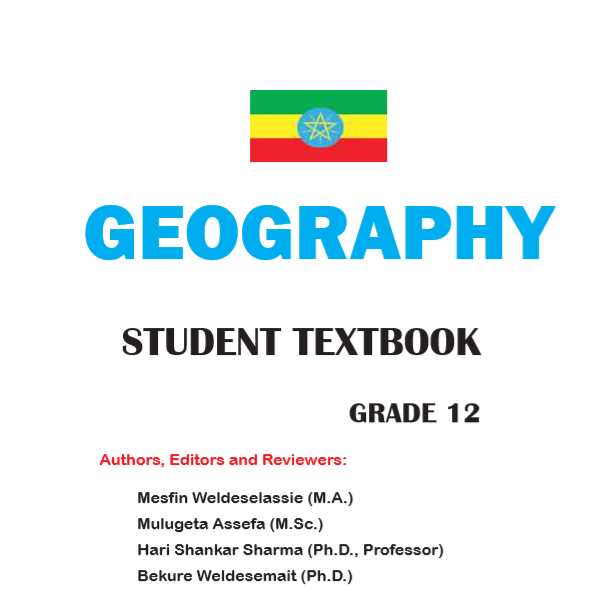 GEOGRAPHY
STUDENT TEXTBOOK
GRADE 12
Authors, Editors and Reviewers:
Mesfin Weldeselassie (M.A.)
Mulugeta Assefa (M.Sc.)
Hari Shankar Sharma (Ph.D., Professor)
Bekure Weldesemait (Ph.D.)